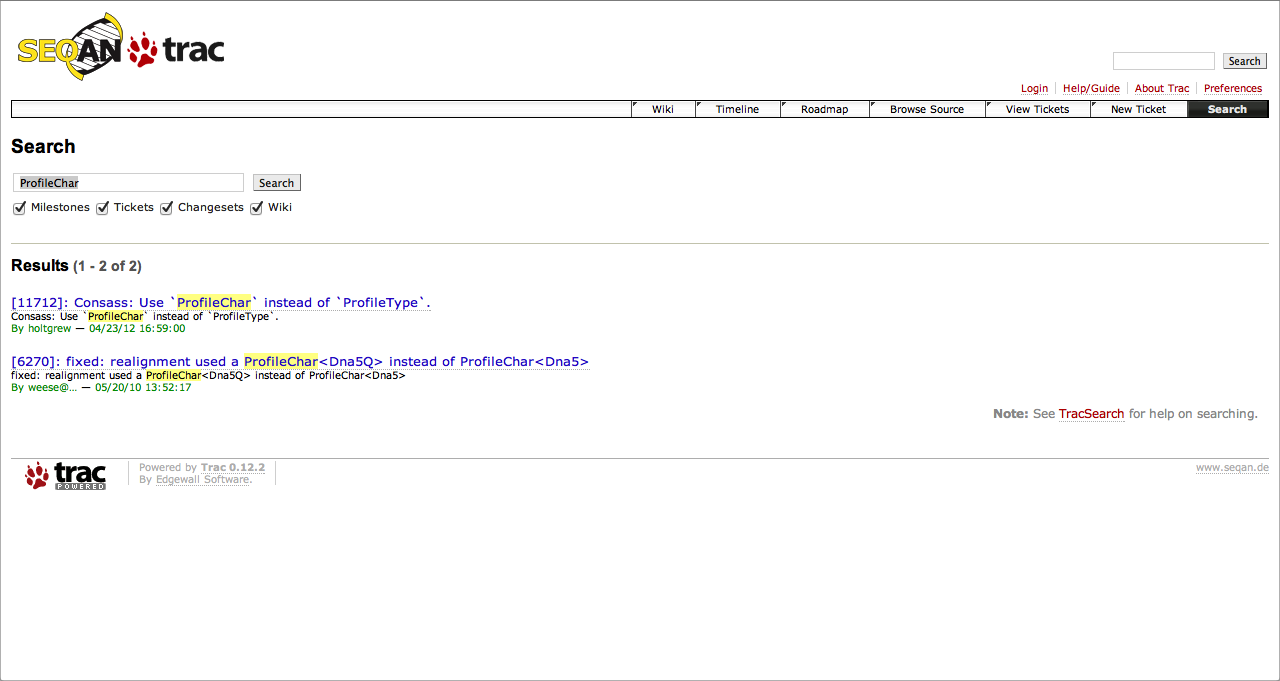 SEQAN trac
Search
Login Help/Guide About Trac Preferences
Wiki Timeline Roadmap Browse Source View Tickets New Ticket Search
Search
ProfileChar Search
Milestones Tickets Changesets Wiki
Results (1 - 2 of 2)
[11712]: Consass: Use `ProfileChar` instead of `ProfileType`.
Consass: Use `ProfileChar` instead of `ProfileType`.
By holtgrew — 04/23/12 16:59:00
[6270]: fixed: realignment used a ProfileChar<Dna5Q> instead of ProfileChar<Dna5>
fixed: realignment used a ProfileChar<Dna5Q> instead of ProfileChar<Dna5>
By weese@… — 05/20/10 13:52:17
Note: See TracSearch for help on searching.
trac POWERED
Powered by Trac 0.12.2
By Edgewall Software.
www.seqan.de